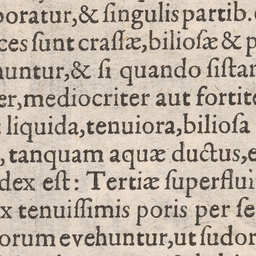 oratur,& ſingulis partib.
ces ſunt craſſæ,bilioſæ & p
untur,& ſi quando ſiſtan
er,mediocriter aut fortite
liquida,tenuiora,bilioſa
, tanquam aquæ ductus,e
dex eſt: Tertiæ ſuperflui
x tenuiſſimis poris per ſe
orum evehuntur,ut ſudor